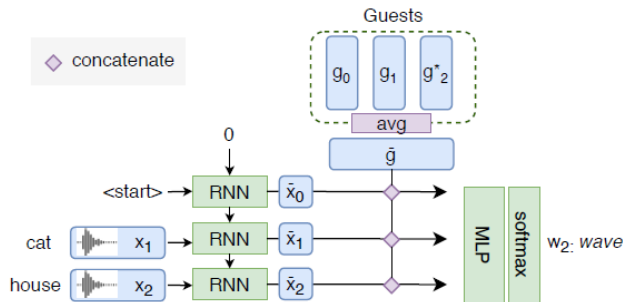 Guests
concatenate
g₀ g₁ g*₂
avg
0
ḡ
<start> RNN x̄₀
cat x₁ RNN x̄₁
house x₂ RNN x̄₂
MLP softmax w₂: wave